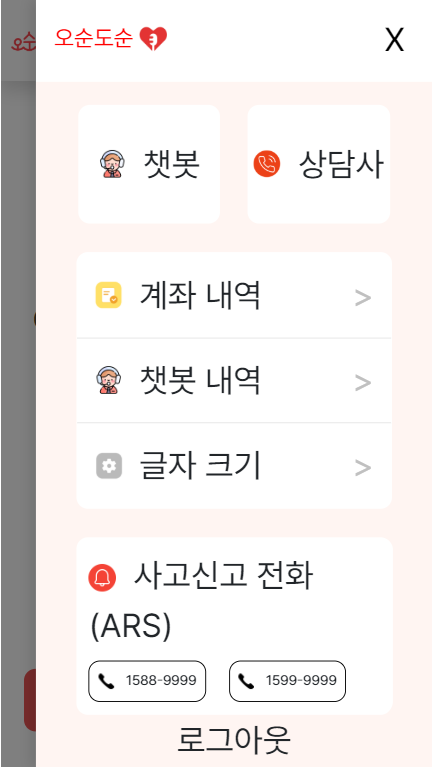 오순도순
X
챗봇
상담사
계좌 내역 >
챗봇 내역 >
글자 크기 >
사고신고 전화
(ARS)
1588-9999
1599-9999
로그아웃